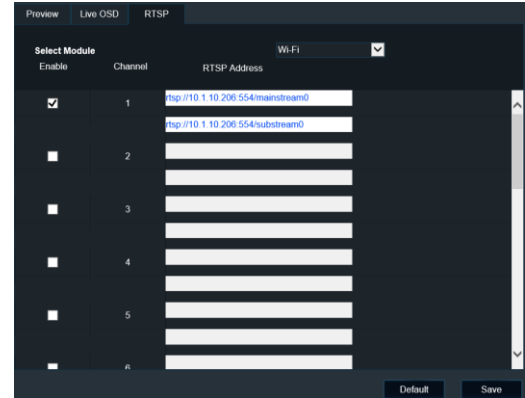 Preview Live OSD RTSP
Select Module Wi-Fi
Enable Channel RTSP Address
1 rtsp://10.1.10.206:554/mainstream0
rtsp://10.1.10.206:554/substream0
2
3
4
5
6
Default Save